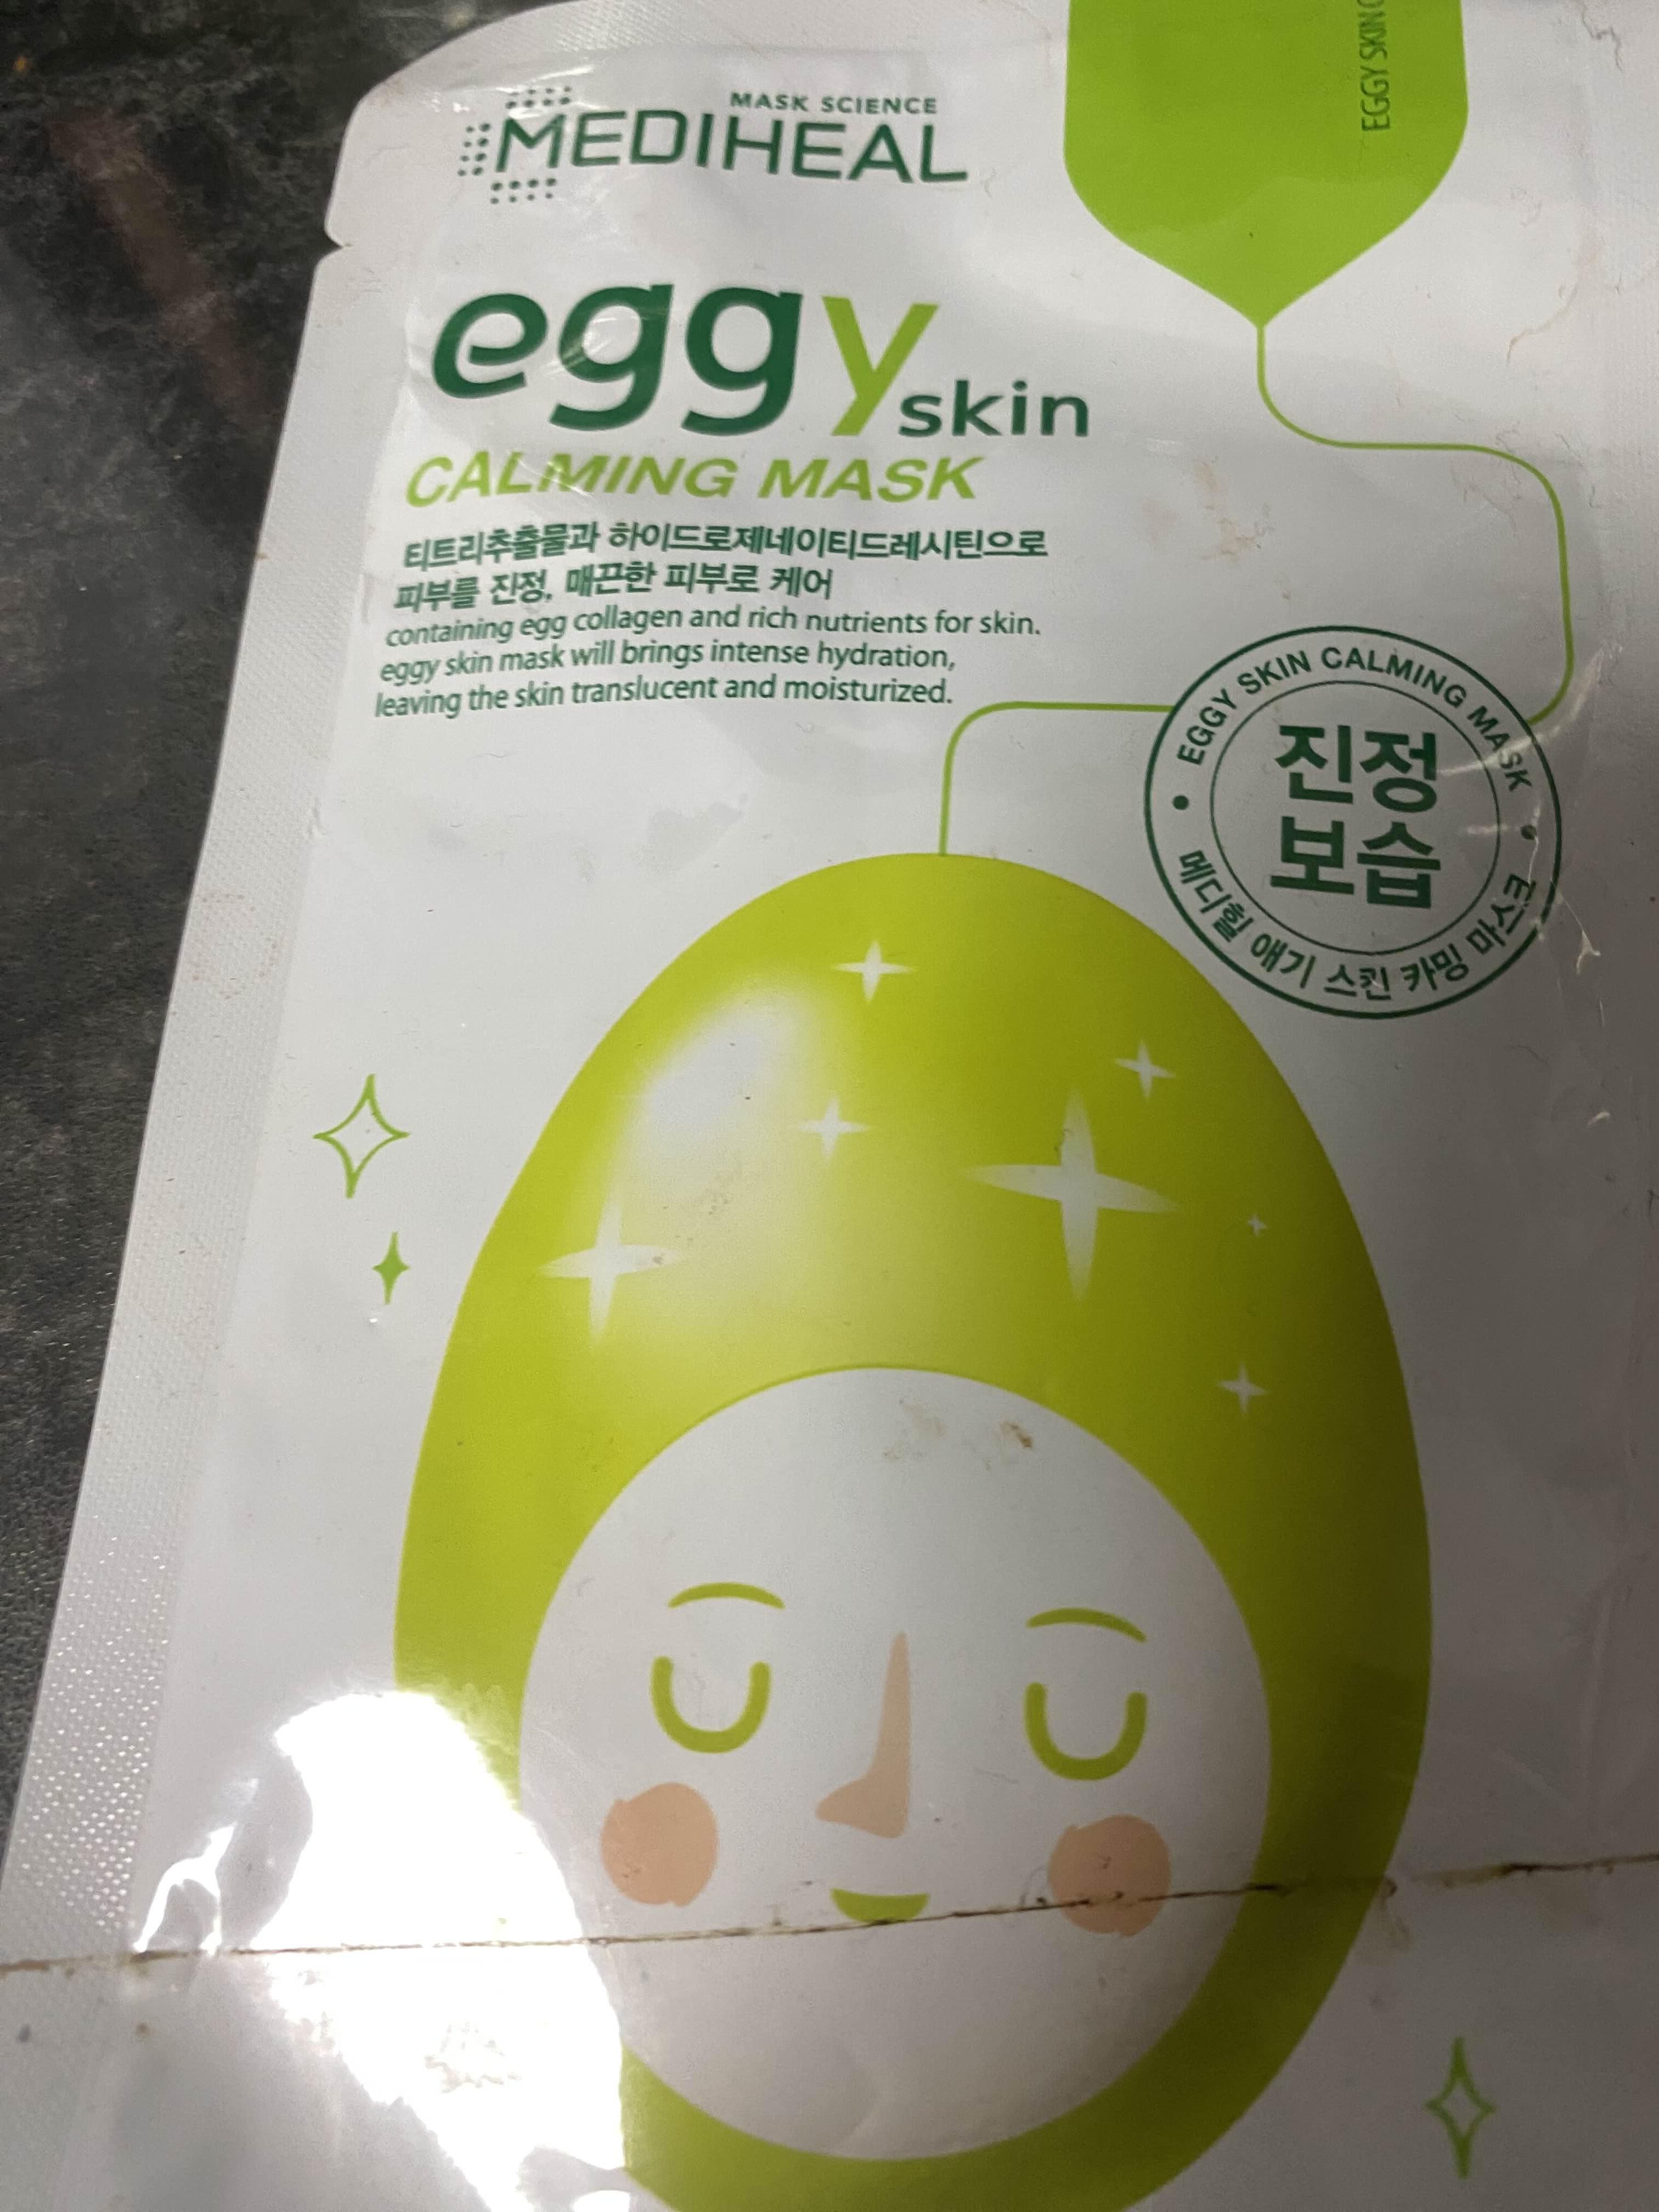 MASK SCIENCE
MEDIHEAL
EGGY SKIN
eggy skin
CALMING MASK
티트리추출물과 하이드로제네이티드레시틴으로
피부를 진정, 매끈한 피부로 케어
containing egg collagen and rich nutrients for skin.
eggy skin mask will brings intense hydration,
leaving the skin translucent and moisturized.
EGGY SKIN CALMING MASK
진정
보습
메디힐 애기 스킨 카밍 마스크